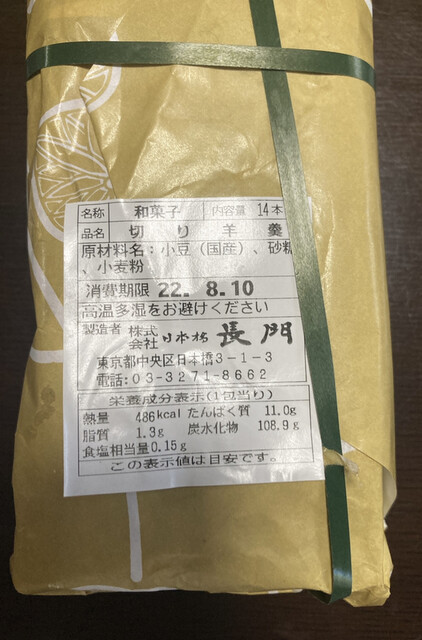 名称 和菓子 内容量 14本
品名 切り羊羹
原材料名：小豆（国産）、砂糖
、小麦粉
消費期限 22. 8.10
高温多湿をお避けください
製造者 株式会社 日本橋 長門
東京都中央区日本橋3-1-3
電話:03-3271-8662
栄養成分表示(1包当り)
熱量 486kcal たんぱく質 11.0g
脂質 1.3g 炭水化物 108.9g
食塩相当量0.15g
この表示値は目安です。